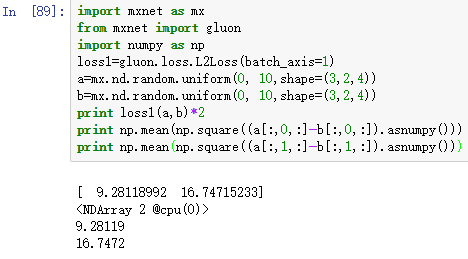 In [89]: import mxnet as mx
from mxnet import gluon
import numpy as np
loss1=gluon.loss.L2Loss(batch_axis=1)
a=mx.nd.random.uniform(0, 10,shape=(3,2,4))
b=mx.nd.random.uniform(0, 10,shape=(3,2,4))
print loss1(a,b)*2
print np.mean(np.square((a[:,0,:]-b[:,0,:]).asnumpy()))
print np.mean(np.square((a[:,1,:]-b[:,1,:]).asnumpy()))
[ 9.28118992 16.74715233]
<NDArray 2 @cpu(0)>
9.28119
16.7472